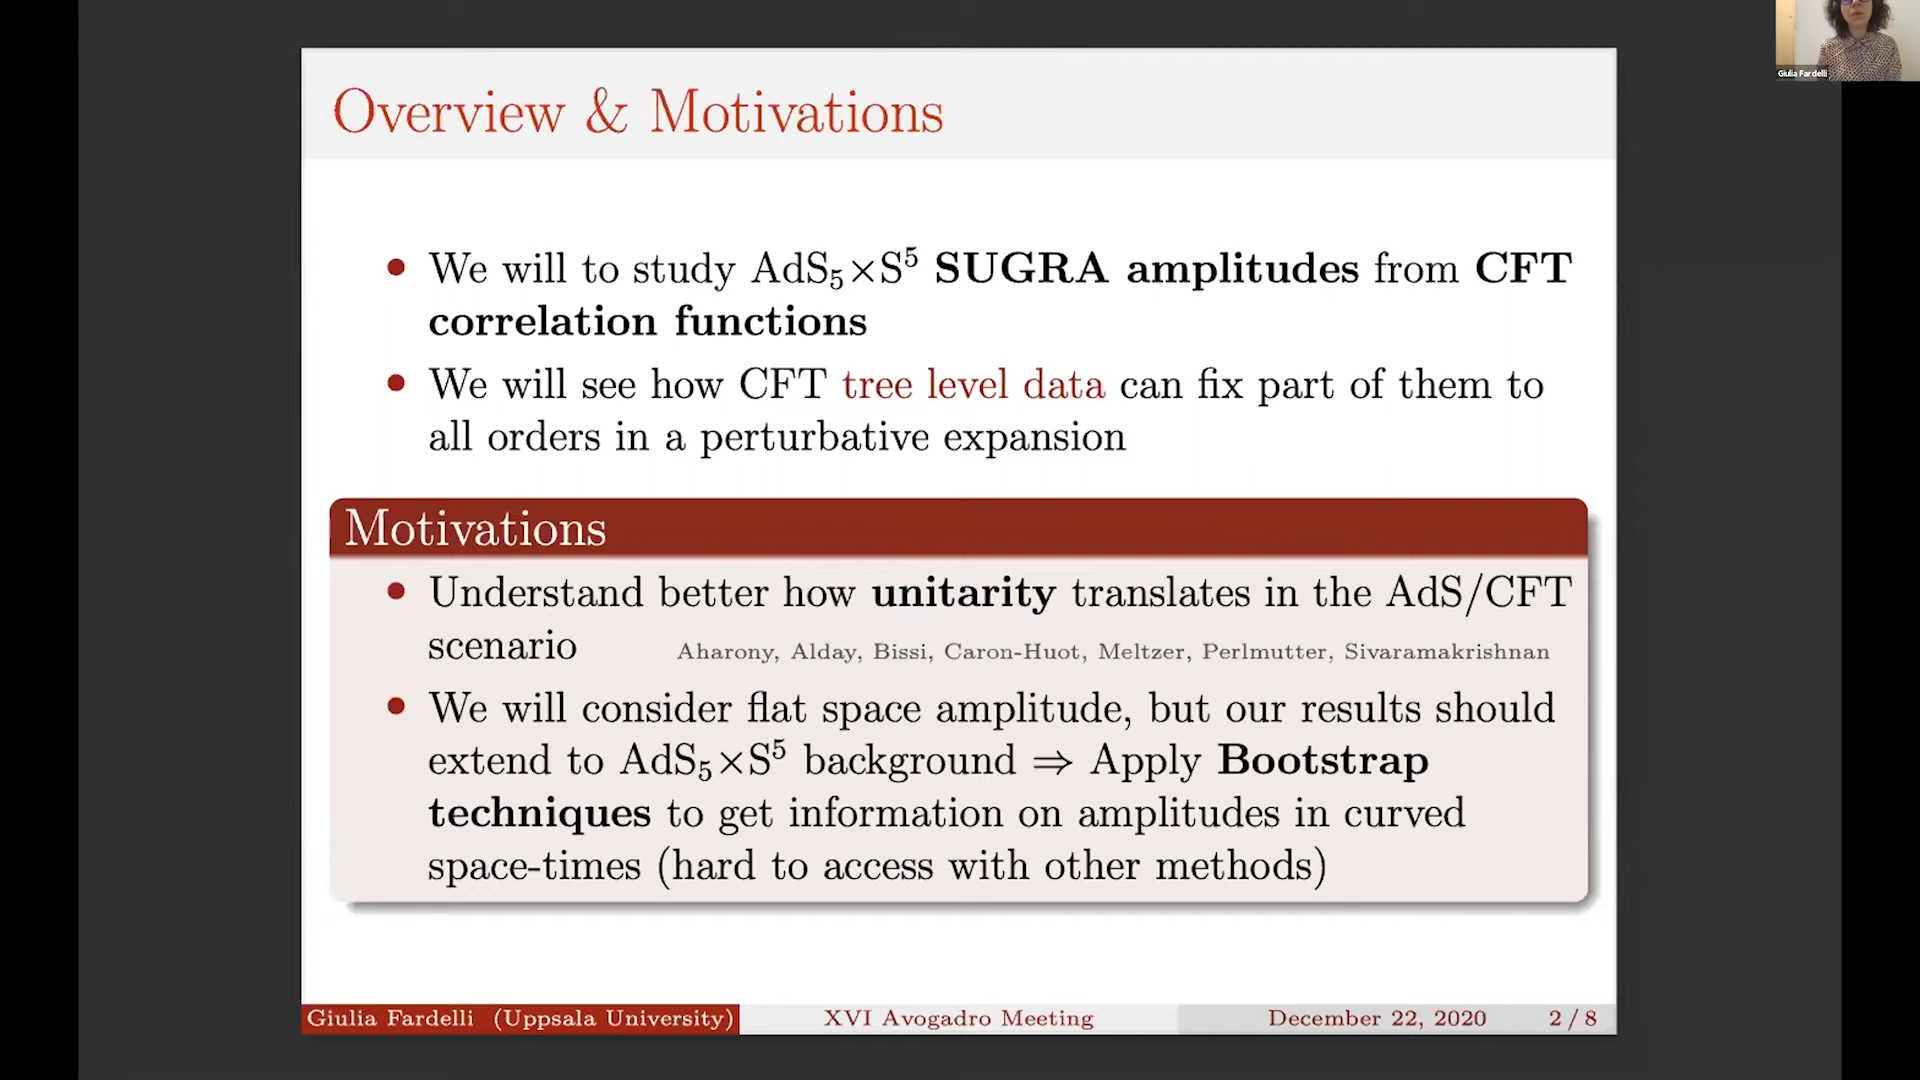 Giulia Fardelli
Overview & Motivations
• We will to study AdS₅×S⁵ SUGRA amplitudes from CFT
correlation functions
• We will see how CFT tree level data can fix part of them to
all orders in a perturbative expansion
Motivations
• Understand better how unitarity translates in the AdS/CFT
scenario Aharony, Alday, Bissi, Caron-Huot, Meltzer, Perlmutter, Sivaramakrishnan
• We will consider flat space amplitude, but our results should
extend to AdS₅×S⁵ background ⇒ Apply Bootstrap
techniques to get information on amplitudes in curved
space-times (hard to access with other methods)
Giulia Fardelli (Uppsala University) XVI Avogadro Meeting December 22, 2020 2 / 8